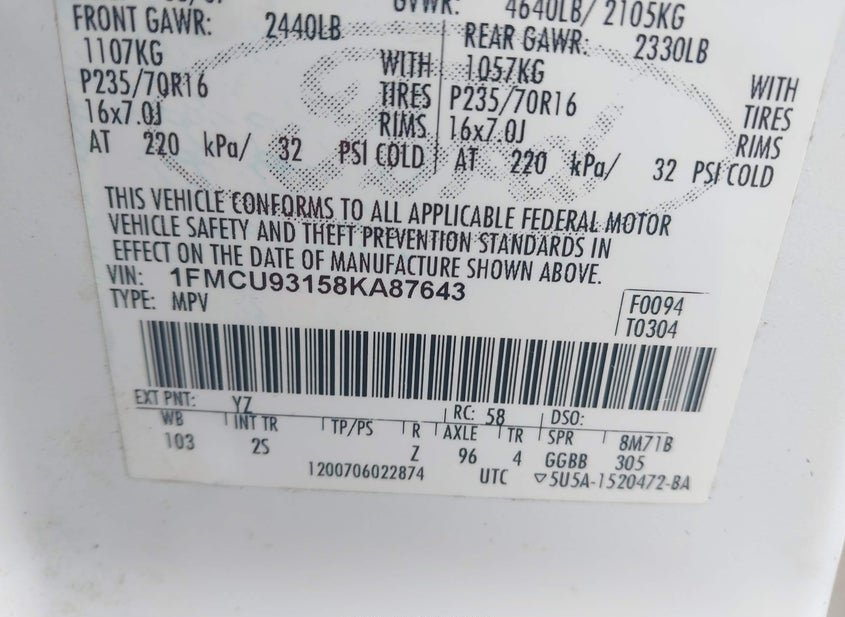 GVWR: 4640LB/ 2105KG
FRONT GAWR: 2440LB REAR GAWR: 2330LB
1107KG WITH 1057KG WITH
P235/70R16 TIRES P235/70R16 TIRES
16x7.0J RIMS 16x7.0J RIMS
AT 220 kPa/ 32 PSI COLD AT 220 kPa/ 32 PSI COLD
THIS VEHICLE CONFORMS TO ALL APPLICABLE FEDERAL MOTOR
VEHICLE SAFETY AND THEFT PREVENTION STANDARDS IN
EFFECT ON THE DATE OF MANUFACTURE SHOWN ABOVE.
VIN: 1FMCU93158KA87643
TYPE: MPV
F0094
T0304
EXT PNT: YZ RC: 58 DSO:
WB INT TR TP/PS R AXLE TR SPR 8M71B
103 2S Z 96 4 GGBB 305
1200706022874 UTC ▽5U5A-1520472-BA